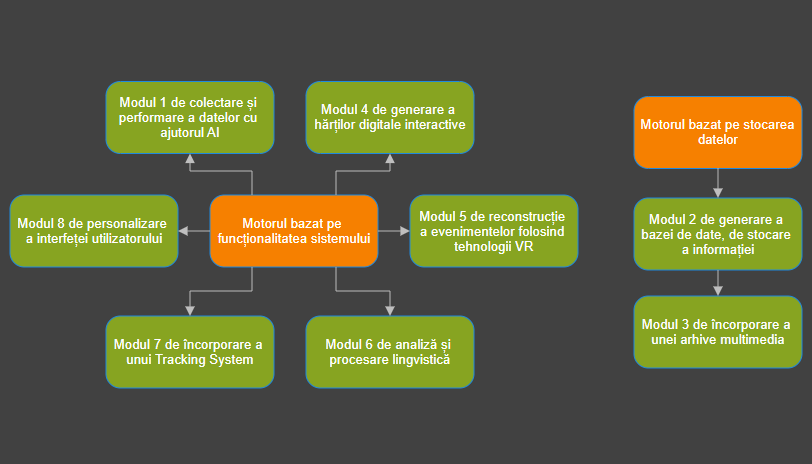 Modul 1 de colectare și
performare a datelor cu
ajutorul AI
Modul 4 de generare a
hărților digitale interactive
Motorul bazat pe stocarea
datelor
Modul 8 de personalizare
a interfeței utilizatorului
Motorul bazat pe
funcționalitatea sistemului
Modul 5 de reconstrucție
a evenimentelor folosind
tehnologii VR
Modul 2 de generare a
bazei de date, de stocare
a informației
Modul 7 de încorporare a
unui Tracking System
Modul 6 de analiză și
procesare lingvistică
Modul 3 de încorporare a
unei arhive multimedia